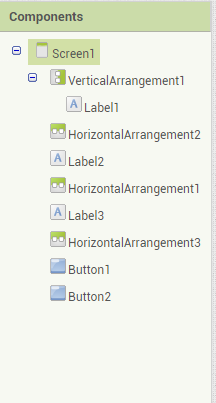 Components
Screen1
VerticalArrangement1
A Label1
HorizontalArrangement2
A Label2
HorizontalArrangement1
A Label3
HorizontalArrangement3
Button1
Button2